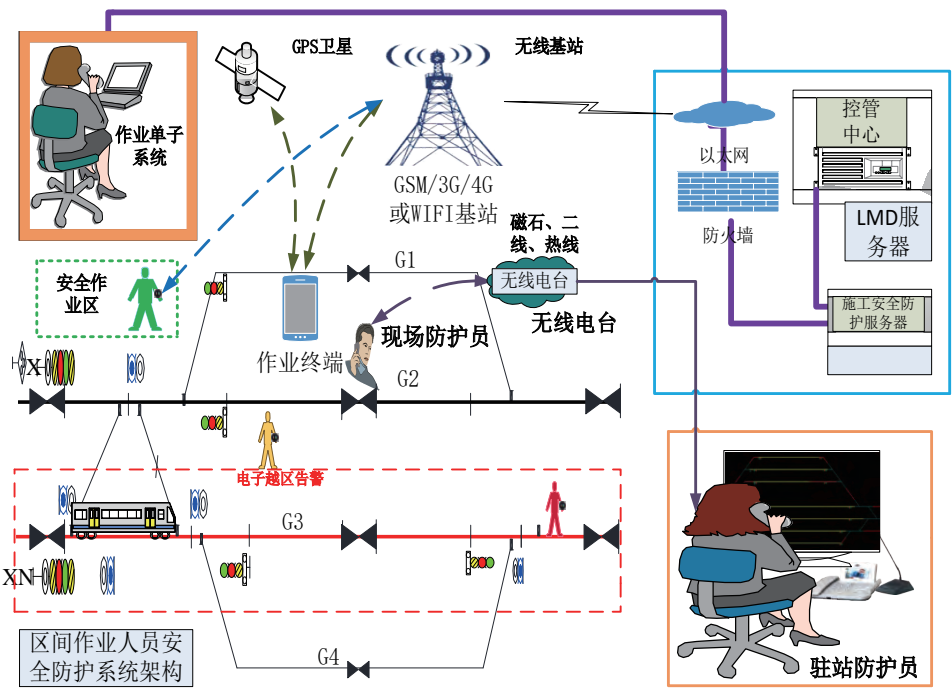 GPS卫星
无线基站
作业单子
系统
控管
中心
以太网
GSM/3G/4G
或WIFI基站
防火墙
LMD服
务器
磁石、二
线、热线
G1
安全作
业区
无线电台
无线电台
施工安全防
护服务器
现场防护员
作业终端
X
G2
电子越区告警
G3
XN
区间作业人员安
全防护系统架构
G4
驻站防护员